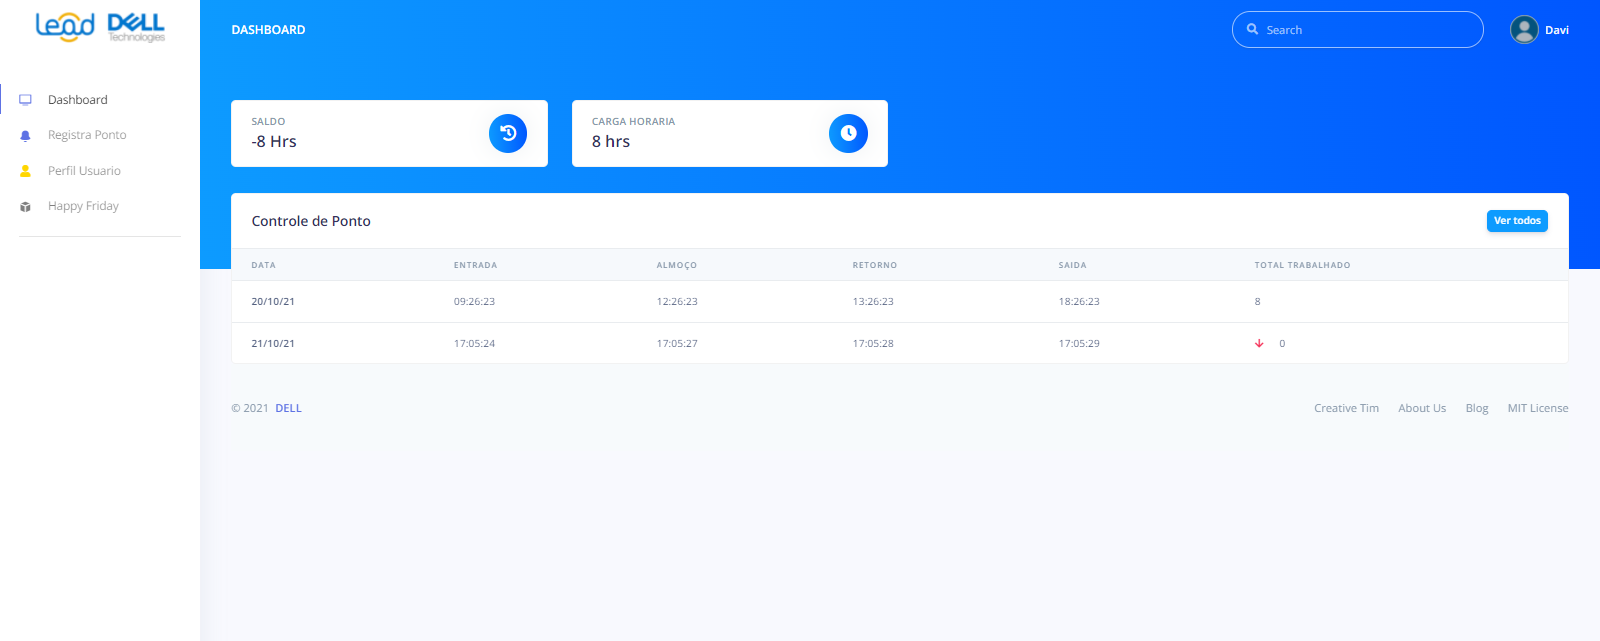 Lead DELL Technologies
DASHBOARD
Search
Davi
Dashboard
Registra Ponto
Perfil Usuario
Happy Friday
SALDO
-8 Hrs
CARGA HORARIA
8 hrs
Controle de Ponto
Ver todos
DATA ENTRADA ALMOÇO RETORNO SAIDA TOTAL TRABALHADO
20/10/21 09:26:23 12:26:23 13:26:23 18:26:23 8
21/10/21 17:05:24 17:05:27 17:05:28 17:05:29 0
© 2021 DELL
Creative Tim About Us Blog MIT License